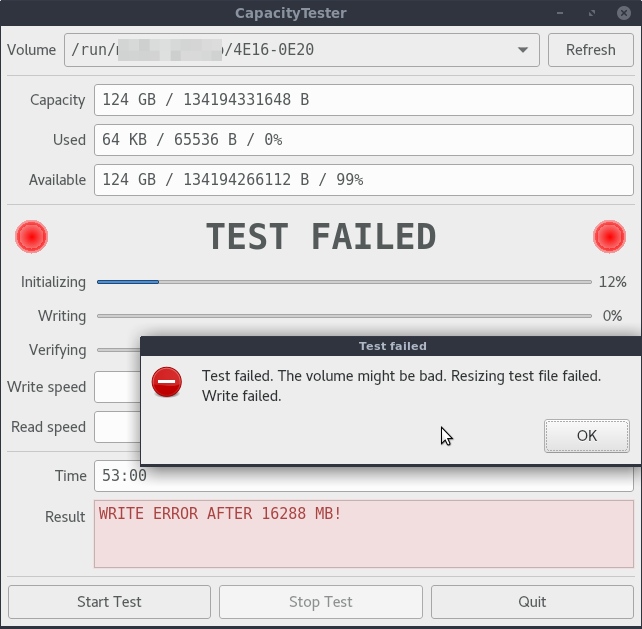 CapacityTester
Volume /run/ /4E16-0E20 Refresh
Capacity 124 GB / 134194331648 B
Used 64 KB / 65536 B / 0%
Available 124 GB / 134194266112 B / 99%
TEST FAILED
Initializing 12%
Writing 0%
Verifying
Test failed
Test failed. The volume might be bad. Resizing test file failed.
Write failed.
OK
Write speed
Read speed
Time 53:00
Result WRITE ERROR AFTER 16288 MB!
Start Test Stop Test Quit